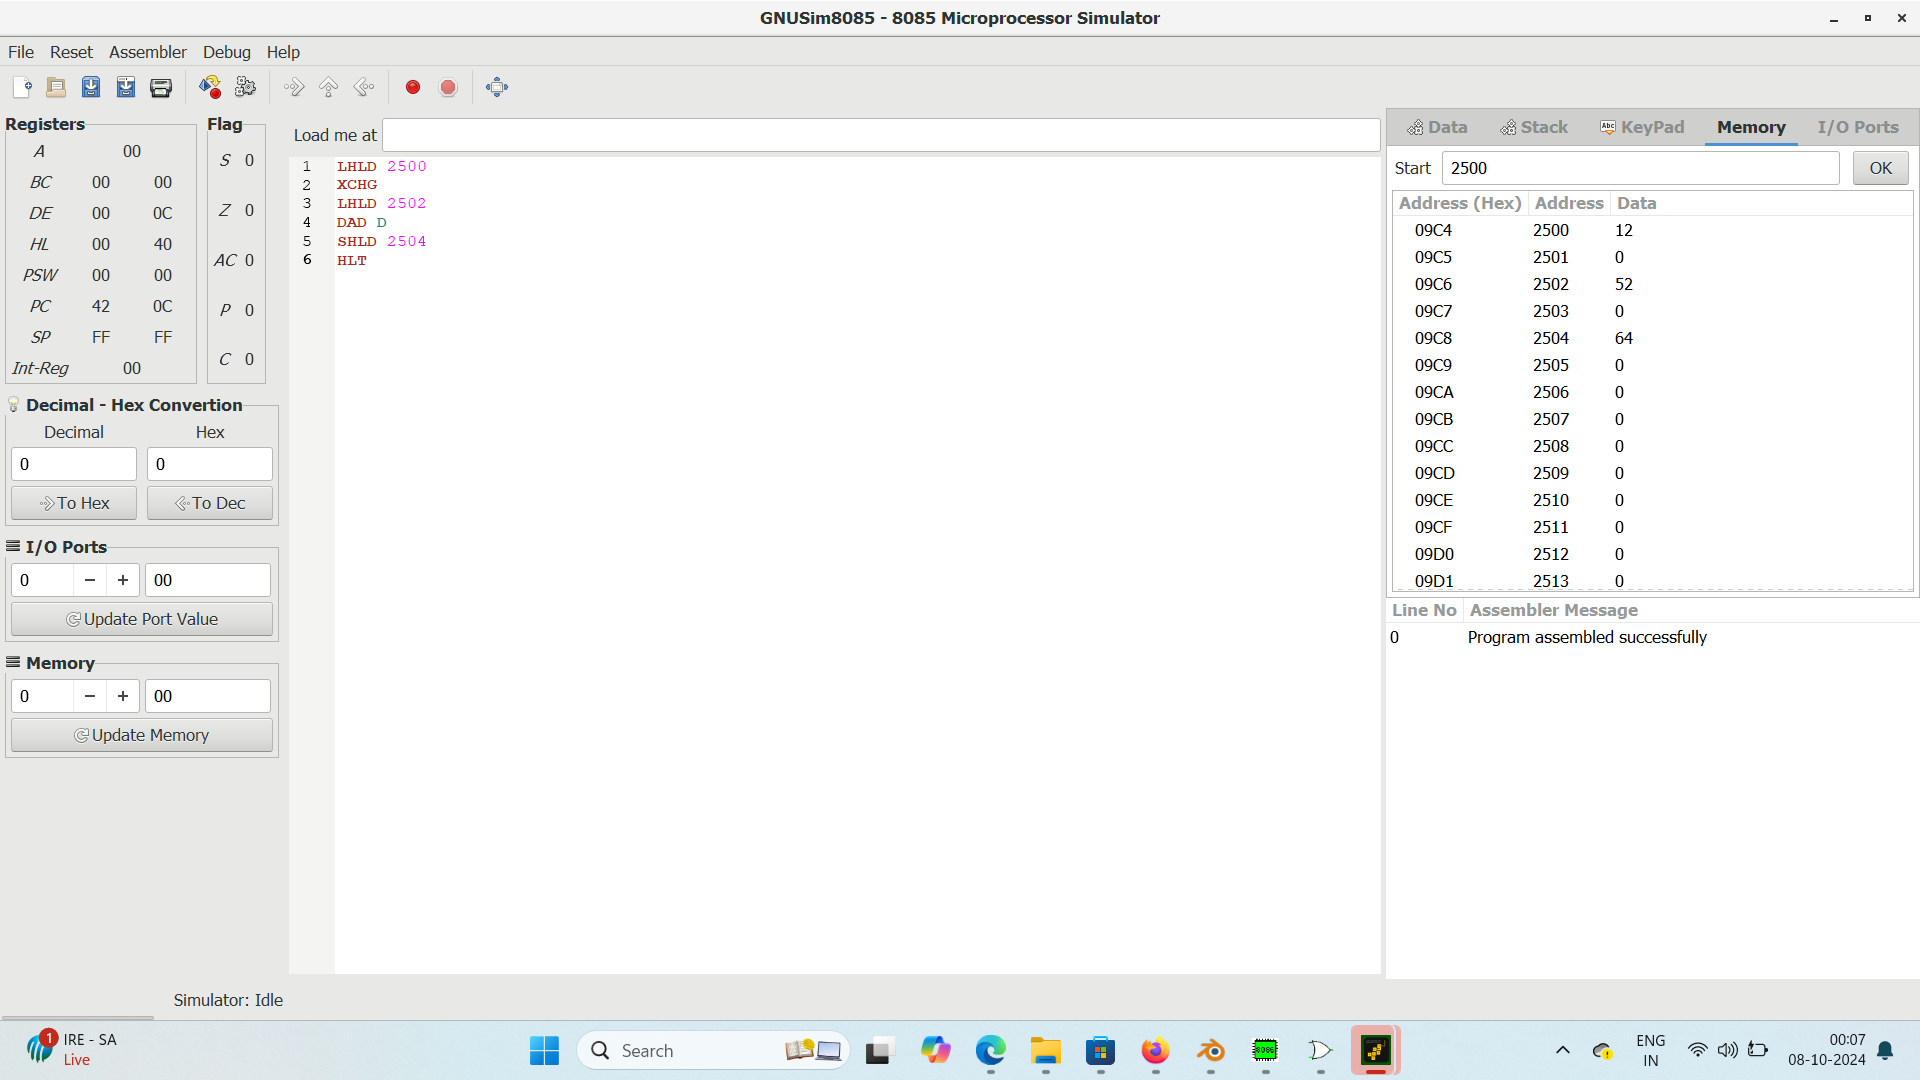 GNUSim8085 - 8085 Microprocessor Simulator
File Reset Assembler Debug Help
Registers
A 00
BC 00 00
DE 00 0C
HL 00 40
PSW 00 00
PC 42 0C
SP FF FF
Int-Reg 00
Flag
S 0
Z 0
AC 0
P 0
C 0
Decimal - Hex Convertion
Decimal Hex
0 0
To Hex To Dec
I/O Ports
0 − + 00
Update Port Value
Memory
0 − + 00
Update Memory
Load me at
1 LHLD 2500
2 XCHG
3 LHLD 2502
4 DAD D
5 SHLD 2504
6 HLT
Data Stack Abc KeyPad Memory I/O Ports
Start 2500 OK
Address (Hex) Address Data
09C4 2500 12
09C5 2501 0
09C6 2502 52
09C7 2503 0
09C8 2504 64
09C9 2505 0
09CA 2506 0
09CB 2507 0
09CC 2508 0
09CD 2509 0
09CE 2510 0
09CF 2511 0
09D0 2512 0
09D1 2513 0
Line No Assembler Message
0 Program assembled successfully
Simulator: Idle
1 IRE - SA
Live
Search
8085
ENG
IN
00:07
08-10-2024